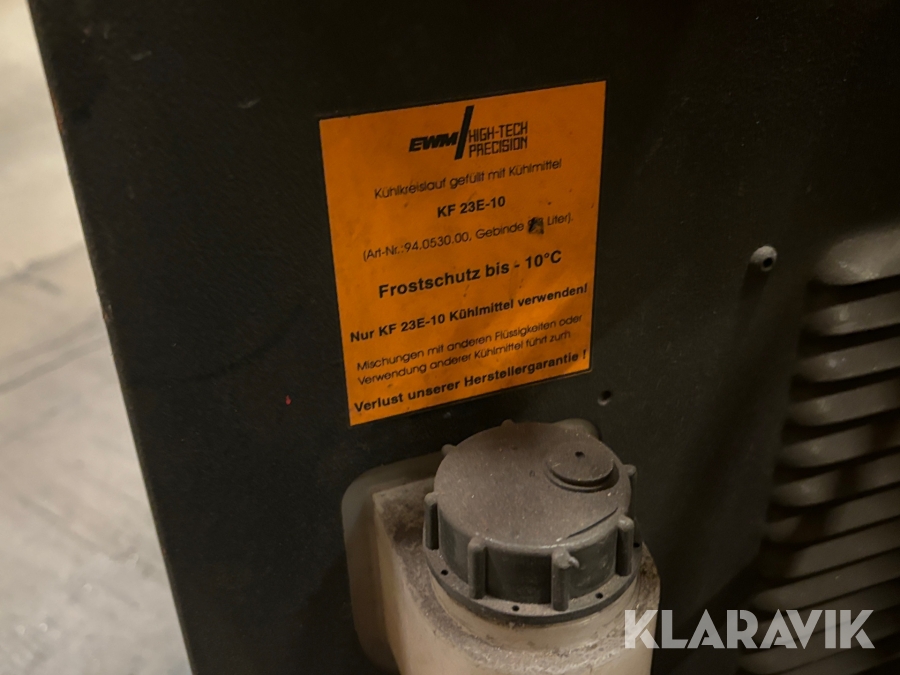 EWM HIGH-TECH
PRECISION
Kühlkreislauf gefüllt mit Kühlmittel
KF 23E-10
(Art-Nr.:94.0530.00, Gebinde Liter).
Frostschutz bis - 10°C
Nur KF 23E-10 Kühlmittel verwenden!
Mischungen mit anderen Flüssigkeiten oder
Verwendung anderer Kühlmittel führt zum
Verlust unserer Herstellergarantie !
KLARAVIK